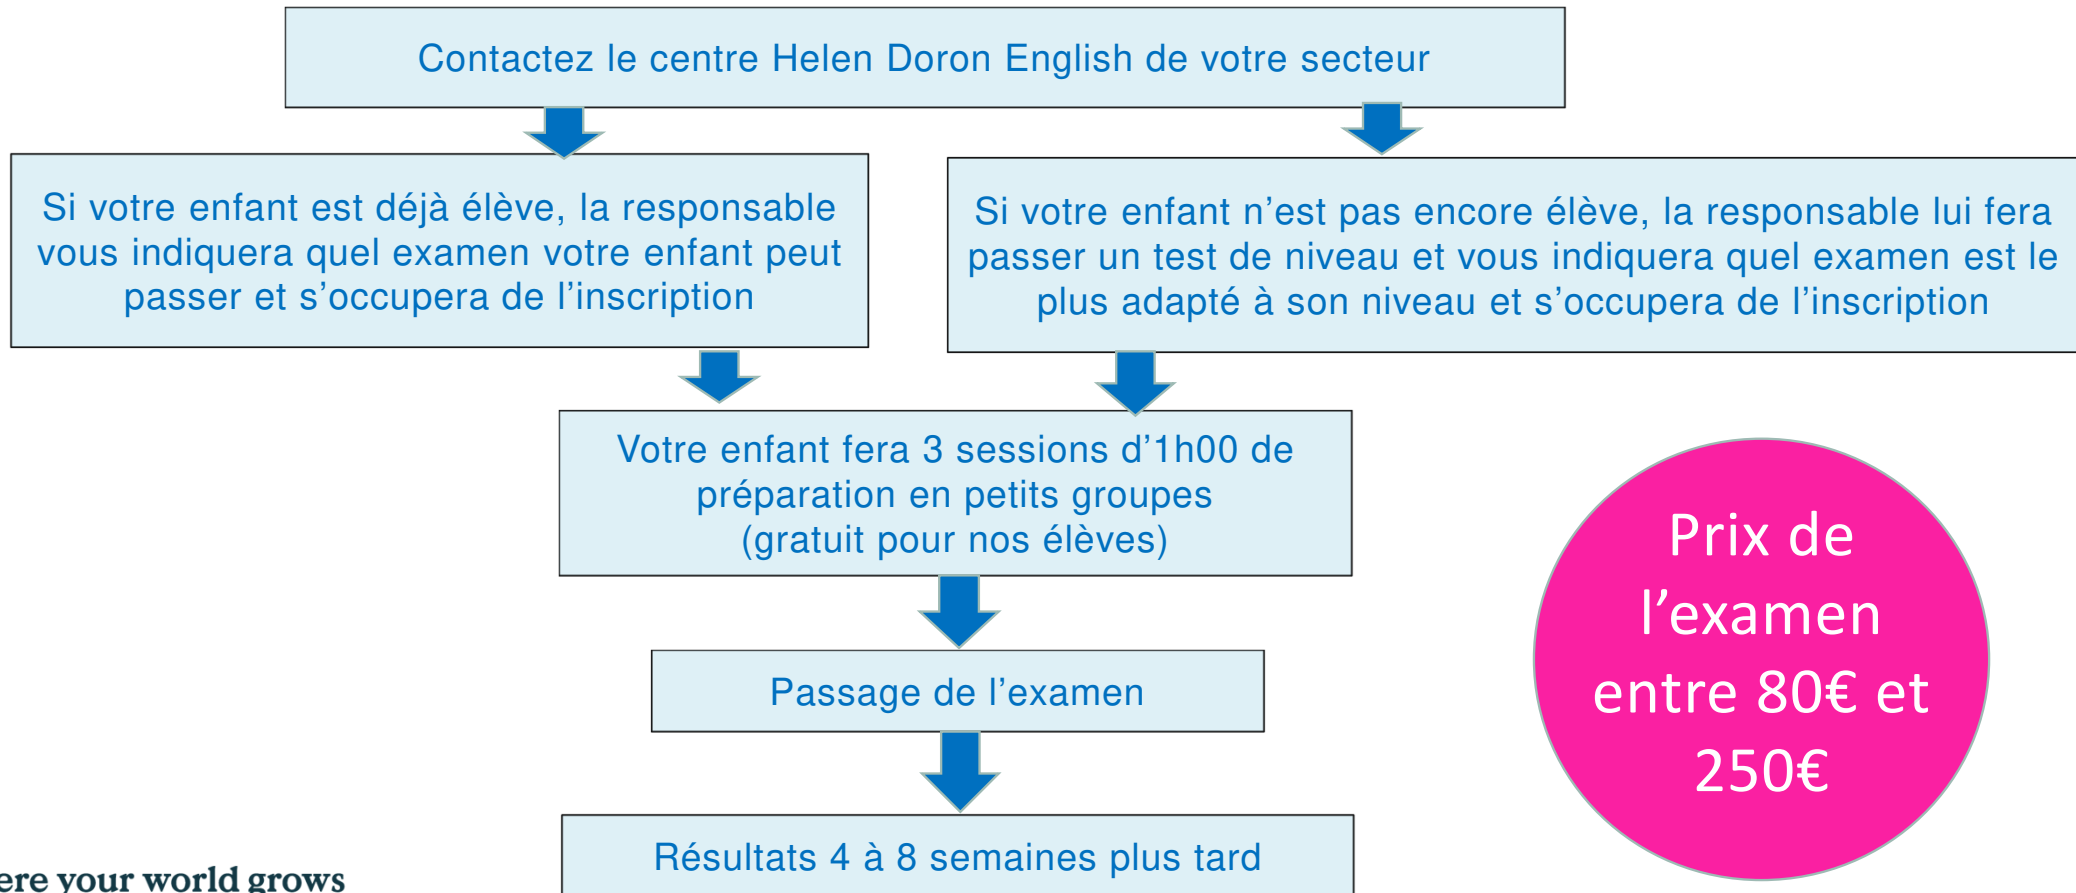 Contactez le centre Helen Doron English de votre secteur
Si votre enfant est déjà élève, la responsable
vous indiquera quel examen votre enfant peut
passer et s’occupera de l’inscription
Si votre enfant n’est pas encore élève, la responsable lui fera
passer un test de niveau et vous indiquera quel examen est le
plus adapté à son niveau et s’occupera de l’inscription
Votre enfant fera 3 sessions d’1h00 de
préparation en petits groupes
(gratuit pour nos élèves)
Prix de
l’examen
entre 80€ et
250€
Passage de l’examen
Résultats 4 à 8 semaines plus tard
ere your world grows